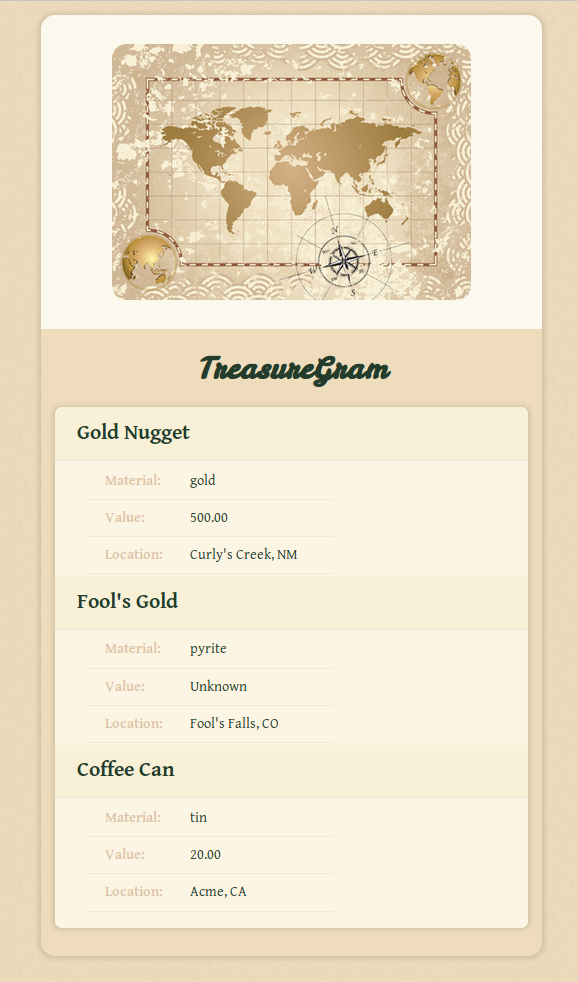 N
W
E
S
TreasureGram
Gold Nugget
Material: gold
Value: 500.00
Location: Curly's Creek, NM
Fool's Gold
Material: pyrite
Value: Unknown
Location: Fool's Falls, CO
Coffee Can
Material: tin
Value: 20.00
Location: Acme, CA